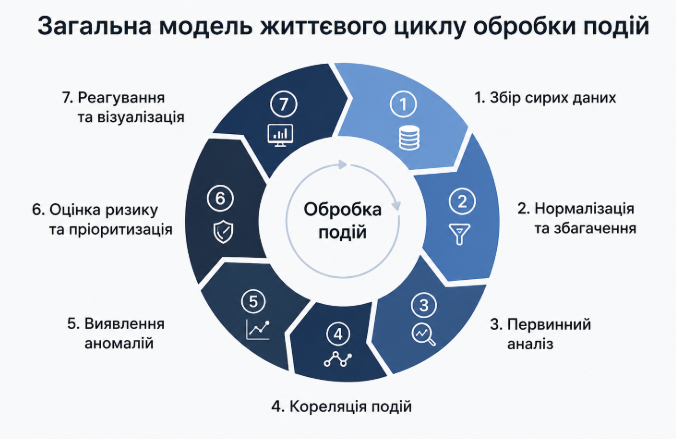 Загальна модель життєвого циклу обробки подій
7. Реагування
та візуалізація
7
1
1. Збір сирих даних
6. Оцінка ризику
та пріоритизація
6
Обробка
подій
2
2. Нормалізація
та збагачення
5. Виявлення
аномалій
5
4
3
3. Первинний
аналіз
4. Кореляція подій